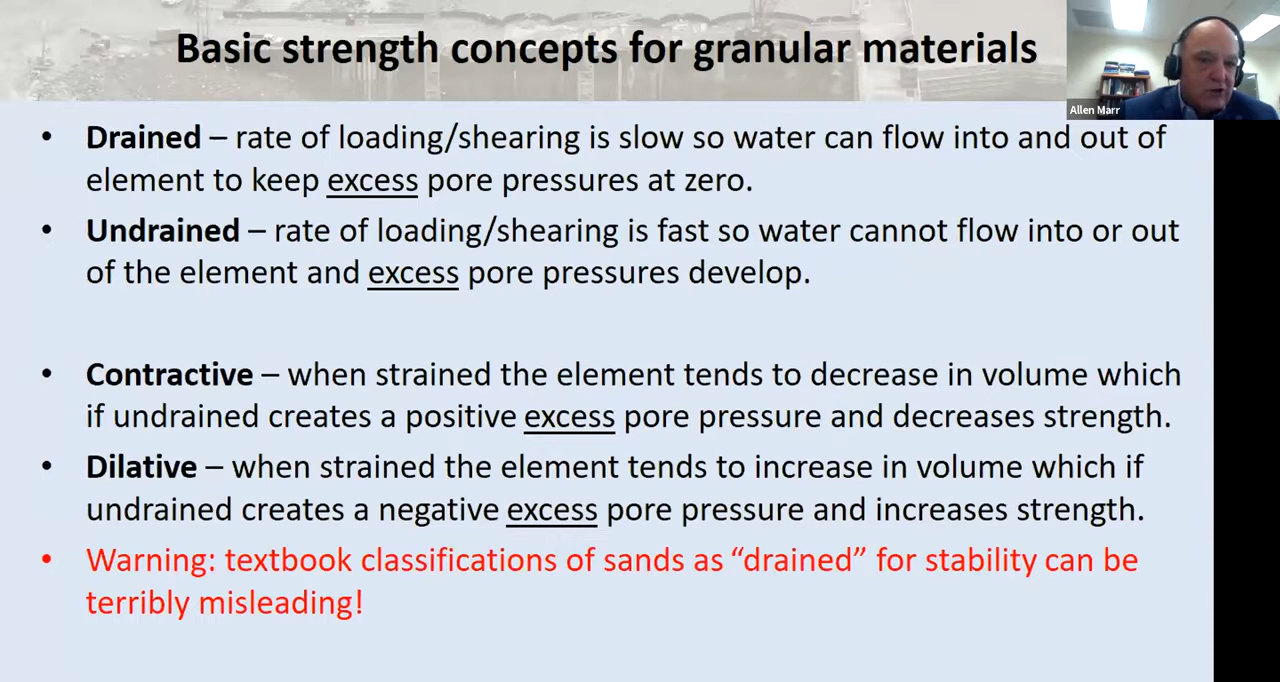 Basic strength concepts for granular materials
Allen Marr
• Drained – rate of loading/shearing is slow so water can flow into and out of
element to keep excess pore pressures at zero.
• Undrained – rate of loading/shearing is fast so water cannot flow into or out
of the element and excess pore pressures develop.
• Contractive – when strained the element tends to decrease in volume which
if undrained creates a positive excess pore pressure and decreases strength.
• Dilative – when strained the element tends to increase in volume which if
undrained creates a negative excess pore pressure and increases strength.
• Warning: textbook classifications of sands as “drained” for stability can be
terribly misleading!